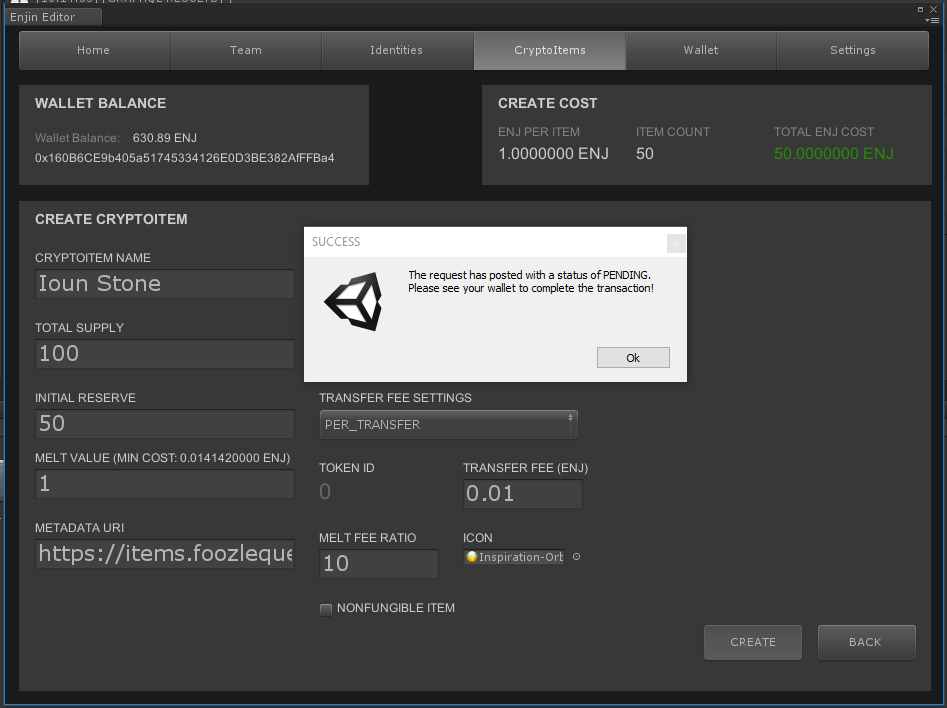 Enjin Editor
Home Team Identities CryptoItems Wallet Settings
WALLET BALANCE
Wallet Balance: 630.89 ENJ
0x160B6CE9b405a51745334126E0D3BE382AfFFBa4
CREATE COST
ENJ PER ITEM ITEM COUNT TOTAL ENJ COST
1.0000000 ENJ 50 50.0000000 ENJ
CREATE CRYPTOITEM
CRYPTOITEM NAME
Ioun Stone
TOTAL SUPPLY
100
INITIAL RESERVE
50
MELT VALUE (MIN COST: 0.0141420000 ENJ)
1
METADATA URI
https://items.foozleque
SUCCESS
The request has posted with a status of PENDING.
Please see your wallet to complete the transaction!
Ok
TRANSFER FEE SETTINGS
PER_TRANSFER
TOKEN ID TRANSFER FEE (ENJ)
0 0.01
MELT FEE RATIO ICON
10 Inspiration-Orb
NONFUNGIBLE ITEM
CREATE BACK